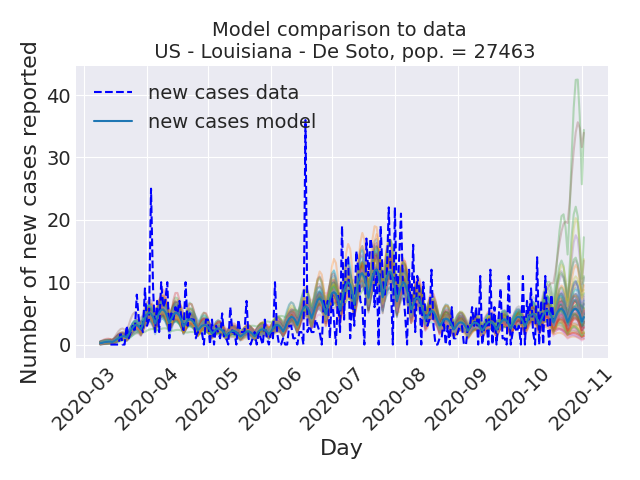 Model comparison to data
US - Louisiana - De Soto, pop. = 27463
Number of new cases reported
40
30
20
10
0
new cases data
new cases model
2020-03
2020-04
2020-05
2020-06
2020-07
2020-08
2020-09
2020-10
2020-11
Day